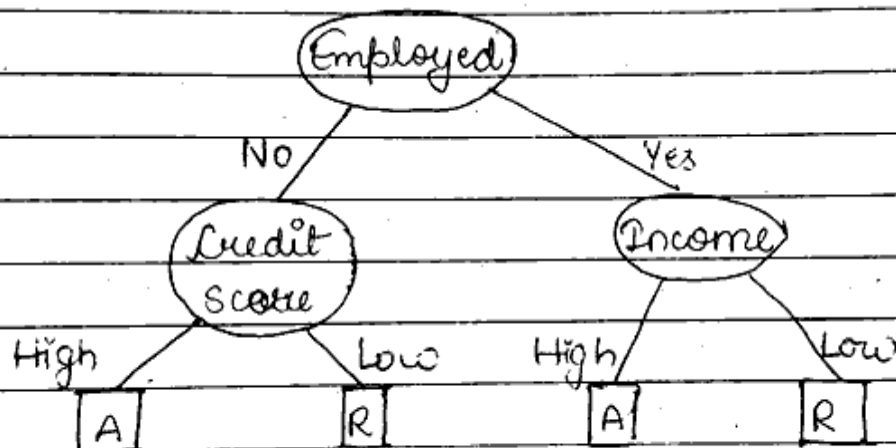 Employed
No
Yes
Credit
Score
Income
High
Low
High
Low
A
R
A
R